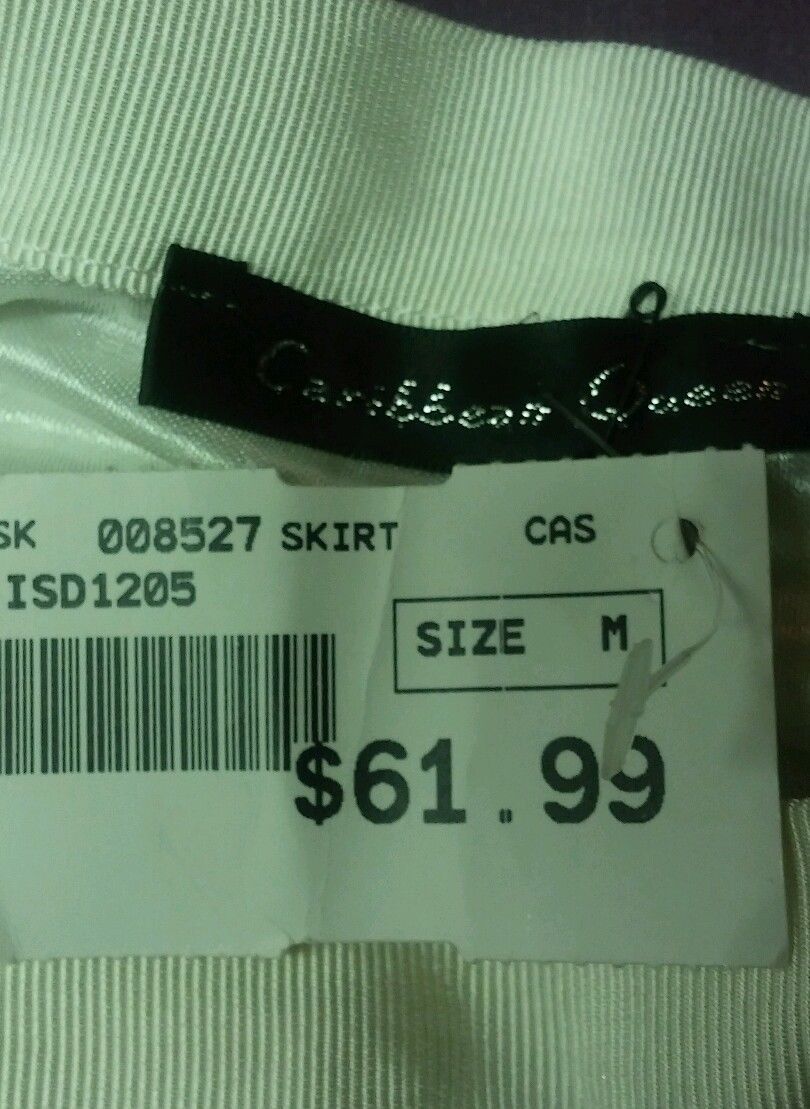 Caribbean Queen
SK 008527 SKIRT CAS
ISD1205
SIZE M
$61.99